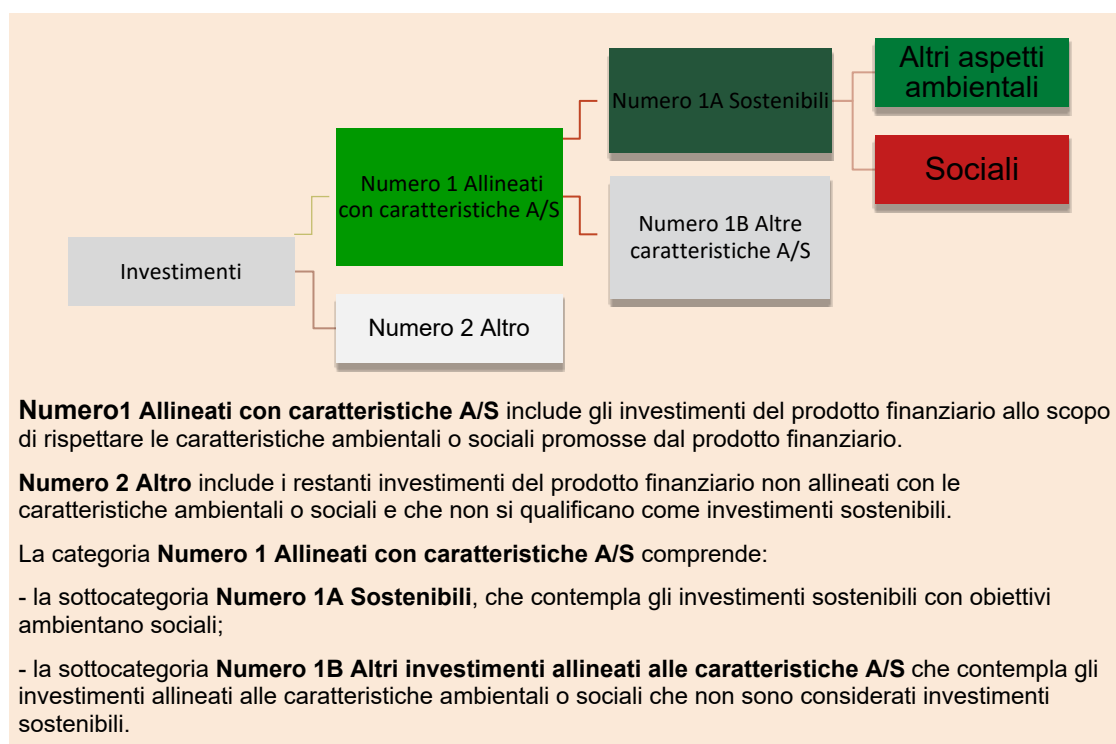 Altri aspetti
ambientali
Numero 1A Sostenibili
Sociali
Numero 1 Allineati
con caratteristiche A/S
Numero 1B Altre
caratteristiche A/S
Investimenti
Numero 2 Altro
Numero1 Allineati con caratteristiche A/S include gli investimenti del prodotto finanziario allo scopo
di rispettare le caratteristiche ambientali o sociali promosse dal prodotto finanziario.
Numero 2 Altro include i restanti investimenti del prodotto finanziario non allineati con le
caratteristiche ambientali o sociali e che non si qualificano come investimenti sostenibili.
La categoria Numero 1 Allineati con caratteristiche A/S comprende:
- la sottocategoria Numero 1A Sostenibili, che contempla gli investimenti sostenibili con obiettivi
ambientano sociali;
- la sottocategoria Numero 1B Altri investimenti allineati alle caratteristiche A/S che contempla gli
investimenti allineati alle caratteristiche ambientali o sociali che non sono considerati investimenti
sostenibili.